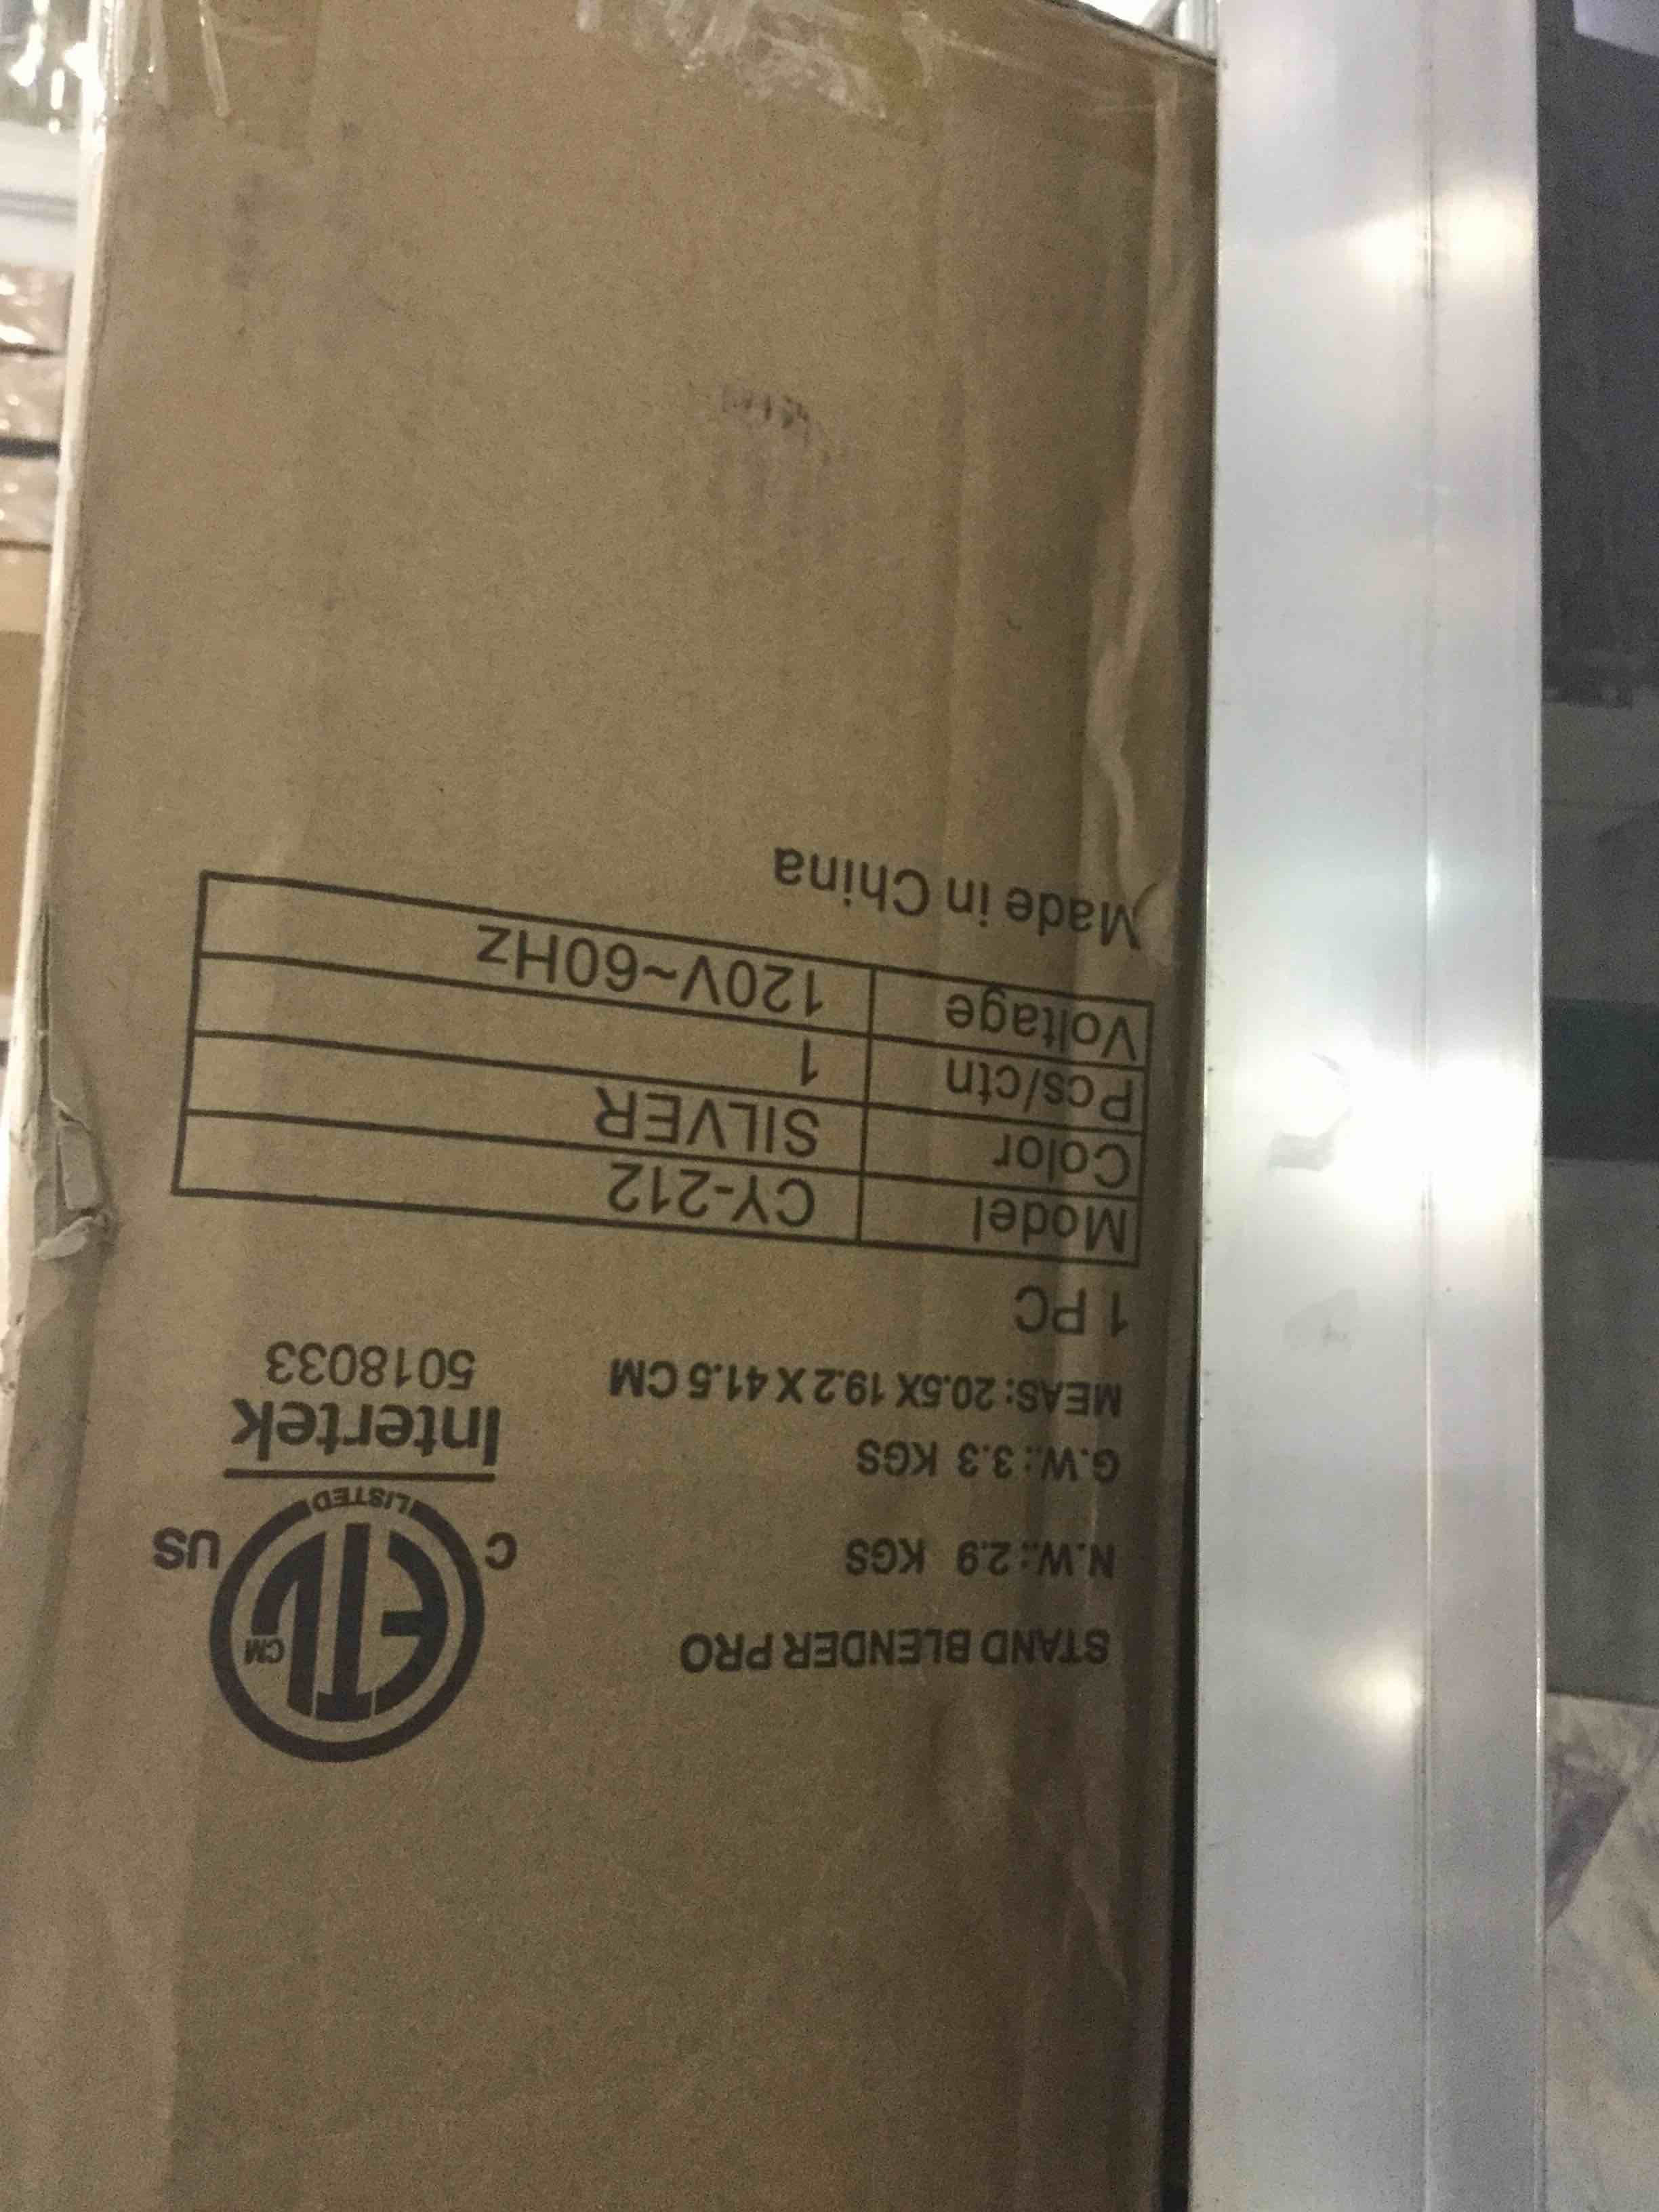 STAND BLENDER PRO
N.W.: 2.9 KGS
G.W.: 3.3 KGS
MEAS: 20.5X 19.2 X 41.5 CM
1 PC
ETL CM
LISTED
C US
Intertek
5018033
Model CY-212
Color SILVER
Pcs/ctn 1
Voltage 120V~60Hz
Made in China